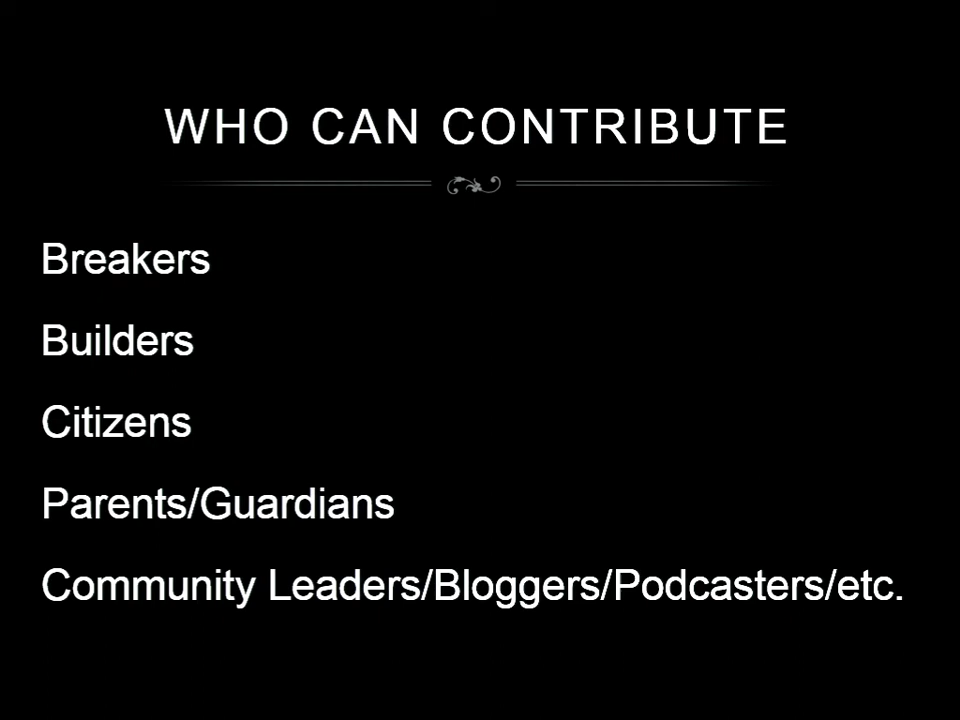 WHO CAN CONTRIBUTE
Breakers
Builders
Citizens
Parents/Guardians
Community Leaders/Bloggers/Podcasters/etc.